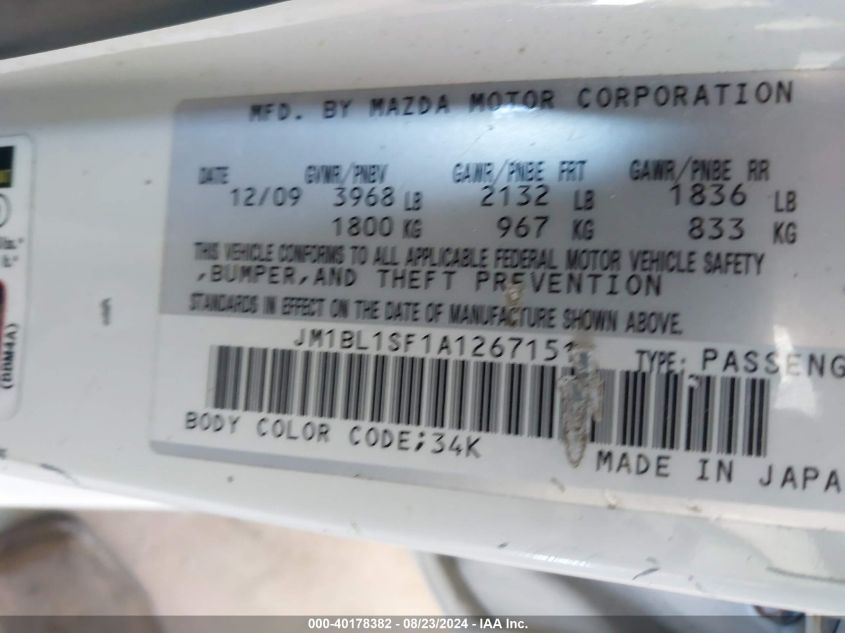 MFD. BY MAZDA MOTOR CORPORATION
DATE GVWR/PNBV GAWR/PNBE FRT GAWR/PNBE RR
12/09 3968 LB 2132 LB 1836 LB
1800 KG 967 KG 833 KG
THIS VEHICLE CONFORMS TO ALL APPLICABLE FEDERAL MOTOR VEHICLE SAFETY
,BUMPER,AND THEFT PREVENTION
STANDARDS IN EFFECT ON THE DATE OF MANUFACTURE SHOWN ABOVE.
JM1BL1SF1A1267151 TYPE: PASSENG
BODY COLOR CODE;34K
MADE IN JAPA
(BBM4A)
000-40178382 - 08/23/2024 - IAAI.COM